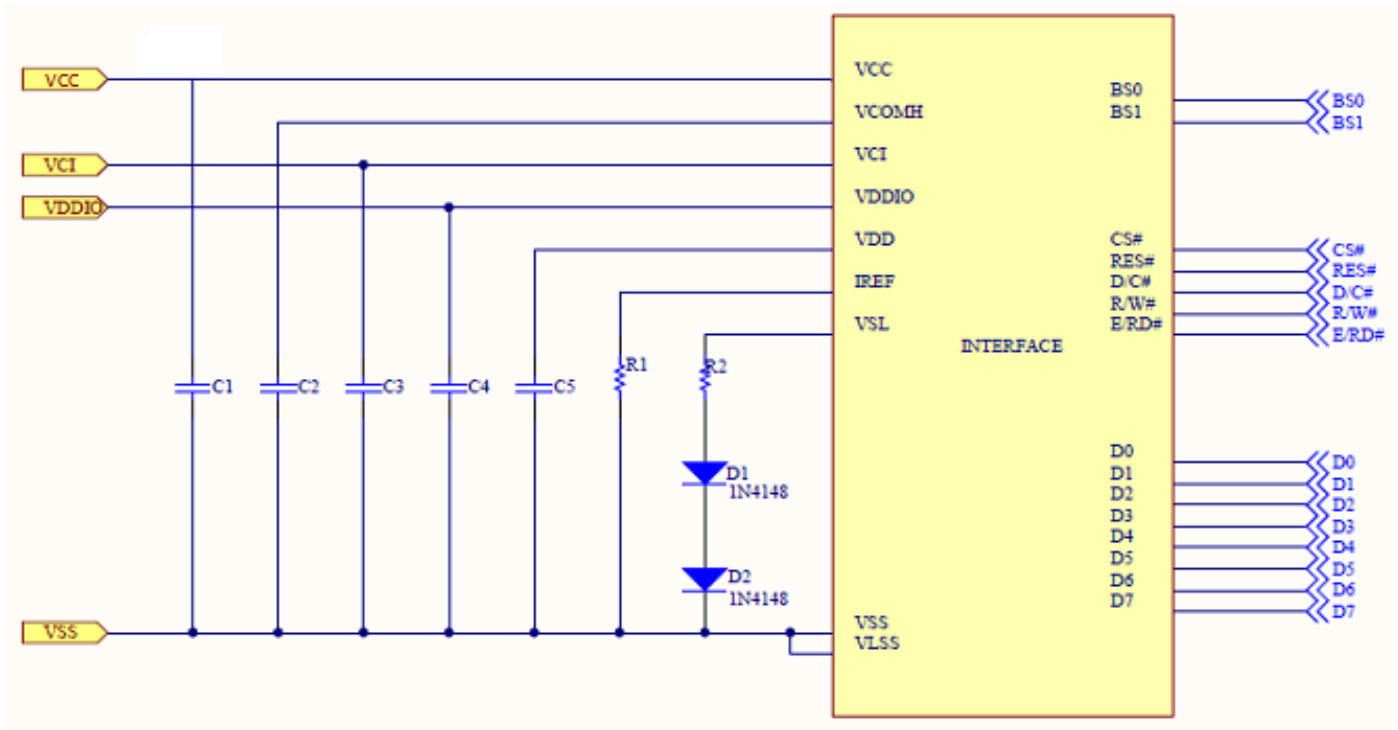 VCC
VCI
VDDIO
VSS
C1
C2
C3
C4
C5
R1
R2
D1
1N4148
D2
1N4148
VCC
VCOMH
VCI
VDDIO
VDD
IREF
VSL
VSS
VLSS
INTERFACE
BS0
BS1
CS#
RES#
D/C#
R/W#
E/RD#
D0
D1
D2
D3
D4
D5
D6
D7
BS0
BS1
CS#
RES#
D/C#
R/W#
E/RD#
D0
D1
D2
D3
D4
D5
D6
D7